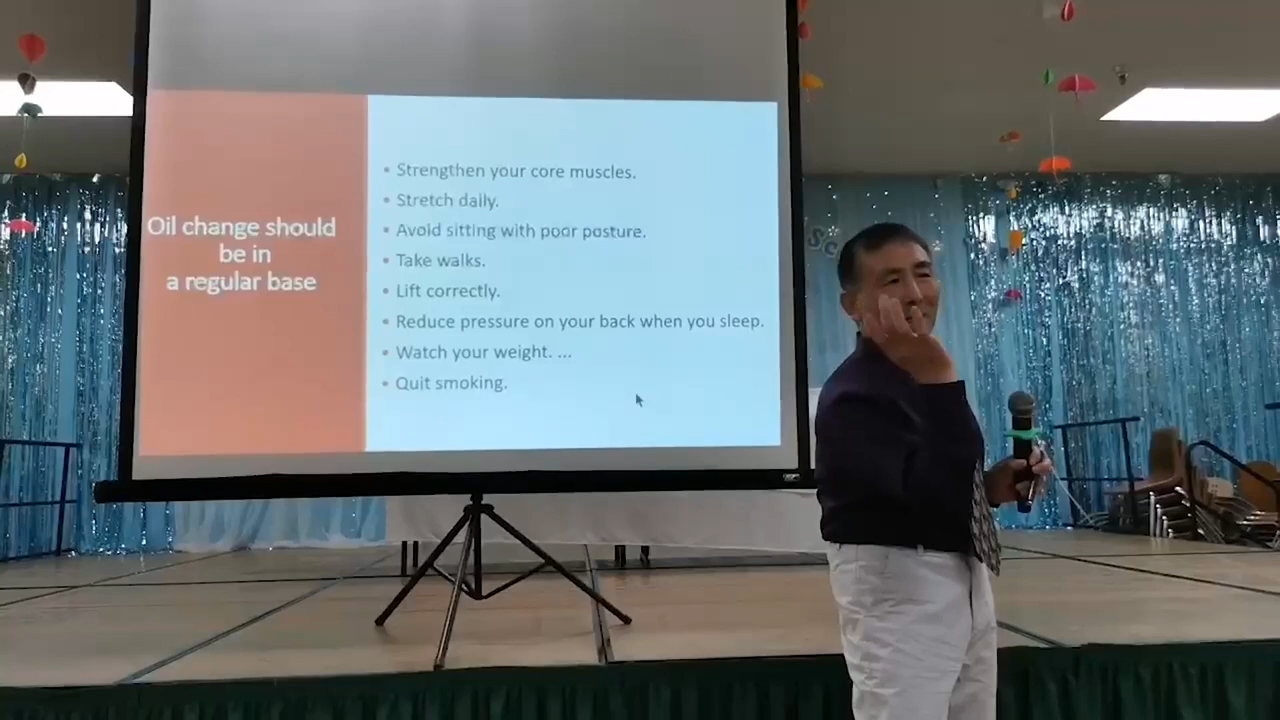 Oil change should
be in
a regular base
• Strengthen your core muscles.
• Stretch daily.
• Avoid sitting with poor posture.
• Take walks.
• Lift correctly.
• Reduce pressure on your back when you sleep.
• Watch your weight. ...
• Quit smoking.